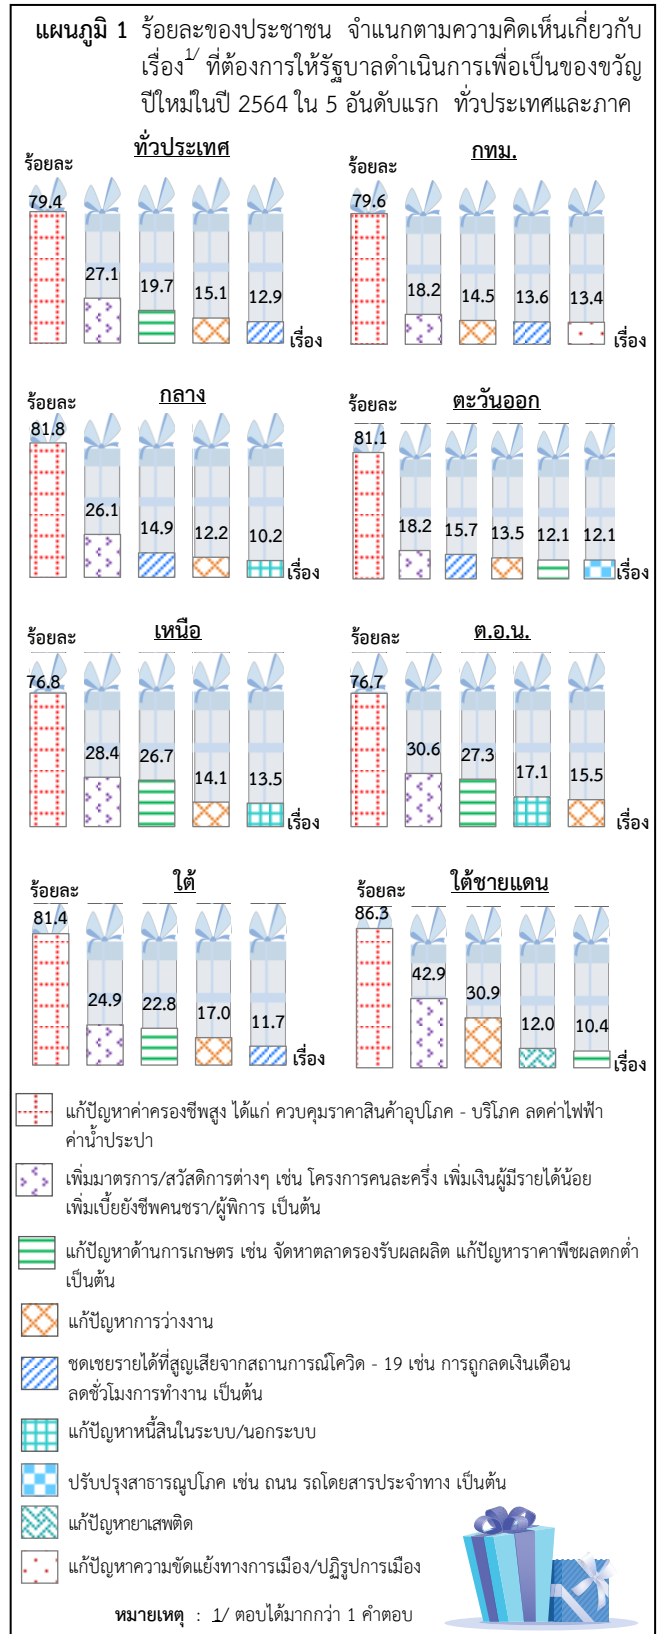 แผนภูมิ 1 ร้อยละของประชาชน จำแนกตามความคิดเห็นเกี่ยวกับ
เรื่อง1/ ที่ต้องการให้รัฐบาลดำเนินการเพื่อเป็นของขวัญ
ปีใหม่ในปี 2564 ใน 5 อันดับแรก ทั่วประเทศและภาค
ทั่วประเทศ
ร้อยละ
79.4
27.1
19.7
15.1
12.9
เรื่อง
กทม.
ร้อยละ
79.6
18.2
14.5
13.6
13.4
เรื่อง
กลาง
ร้อยละ
81.8
26.1
14.9
12.2
10.2
เรื่อง
ตะวันออก
ร้อยละ
81.1
18.2
15.7
13.5
12.1
12.1
เรื่อง
เหนือ
ร้อยละ
76.8
28.4
26.7
14.1
13.5
เรื่อง
ต.อ.น.
ร้อยละ
76.7
30.6
27.3
17.1
15.5
เรื่อง
ใต้
ร้อยละ
81.4
24.9
22.8
17.0
11.7
เรื่อง
ใต้ชายแดน
ร้อยละ
86.3
42.9
30.9
12.0
10.4
เรื่อง
แก้ปัญหาค่าครองชีพสูง ได้แก่ ควบคุมราคาสินค้าอุปโภค - บริโภค ลดค่าไฟฟ้า
ค่าน้ำประปา
เพิ่มมาตรการ/สวัสดิการต่างๆ เช่น โครงการคนละครึ่ง เพิ่มเงินผู้มีรายได้น้อย
เพิ่มเบี้ยยังชีพคนชรา/ผู้พิการ เป็นต้น
แก้ปัญหาด้านการเกษตร เช่น จัดหาตลาดรองรับผลผลิต แก้ปัญหาราคาพืชผลตกต่ำ
เป็นต้น
แก้ปัญหาการว่างงาน
ชดเชยรายได้ที่สูญเสียจากสถานการณ์โควิด - 19 เช่น การถูกลดเงินเดือน
ลดชั่วโมงการทำงาน เป็นต้น
แก้ปัญหาหนี้สินในระบบ/นอกระบบ
ปรับปรุงสาธารณูปโภค เช่น ถนน รถโดยสารประจำทาง เป็นต้น
แก้ปัญหายาเสพติด
แก้ปัญหาความขัดแย้งทางการเมือง/ปฏิรูปการเมือง
หมายเหตุ : 1/ ตอบได้มากกว่า 1 คำตอบ